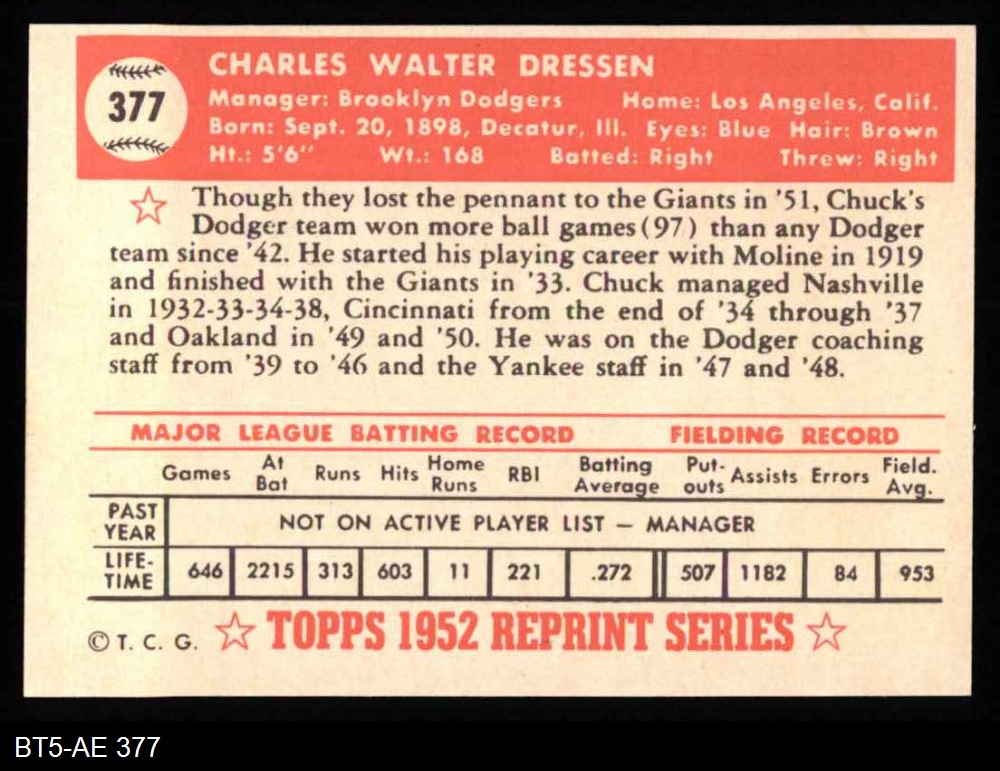 377
CHARLES WALTER DRESSEN
Manager: Brooklyn Dodgers Home: Los Angeles, Calif.
Born: Sept. 20, 1898, Decatur, Ill. Eyes: Blue Hair: Brown
Ht.: 5'6" Wt.: 168 Batted: Right Threw: Right
Though they lost the pennant to the Giants in '51, Chuck's
Dodger team won more ball games (97) than any Dodger
team since '42. He started his playing career with Moline in 1919
and finished with the Giants in '33. Chuck managed Nashville
in 1932-33-34-38, Cincinnati from the end of '34 through '37
and Oakland in '49 and '50. He was on the Dodger coaching
staff from '39 to '46 and the Yankee staff in '47 and '48.
MAJOR LEAGUE BATTING RECORD FIELDING RECORD
Games At Bat Runs Hits Home Runs RBI Batting Average Put-outs Assists Errors Field. Avg.
PAST YEAR NOT ON ACTIVE PLAYER LIST — MANAGER
LIFE-TIME 646 2215 313 603 11 221 .272 507 1182 84 953
© T. C. G. TOPPS 1952 REPRINT SERIES
BT5-AE 377